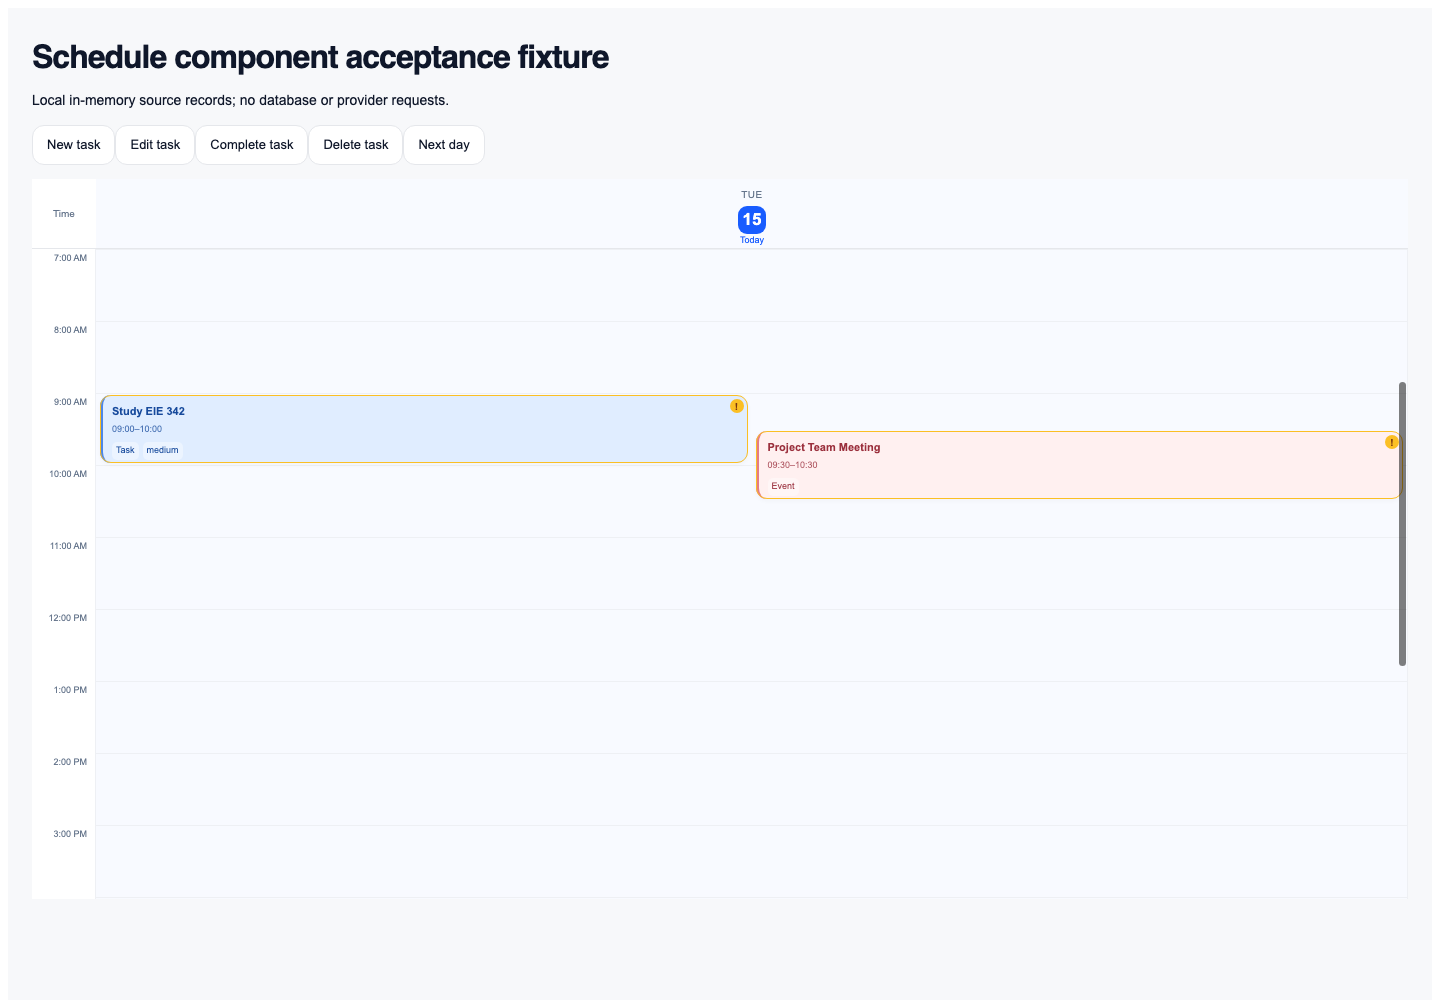 Schedule component acceptance fixture
Local in-memory source records; no database or provider requests.
New task Edit task Complete task Delete task Next day
Time
TUE
15
Today
7:00 AM
8:00 AM
9:00 AM
Study EIE 342
!
09:00–10:00
Task medium
Project Team Meeting
!
09:30–10:30
Event
10:00 AM
11:00 AM
12:00 PM
1:00 PM
2:00 PM
3:00 PM